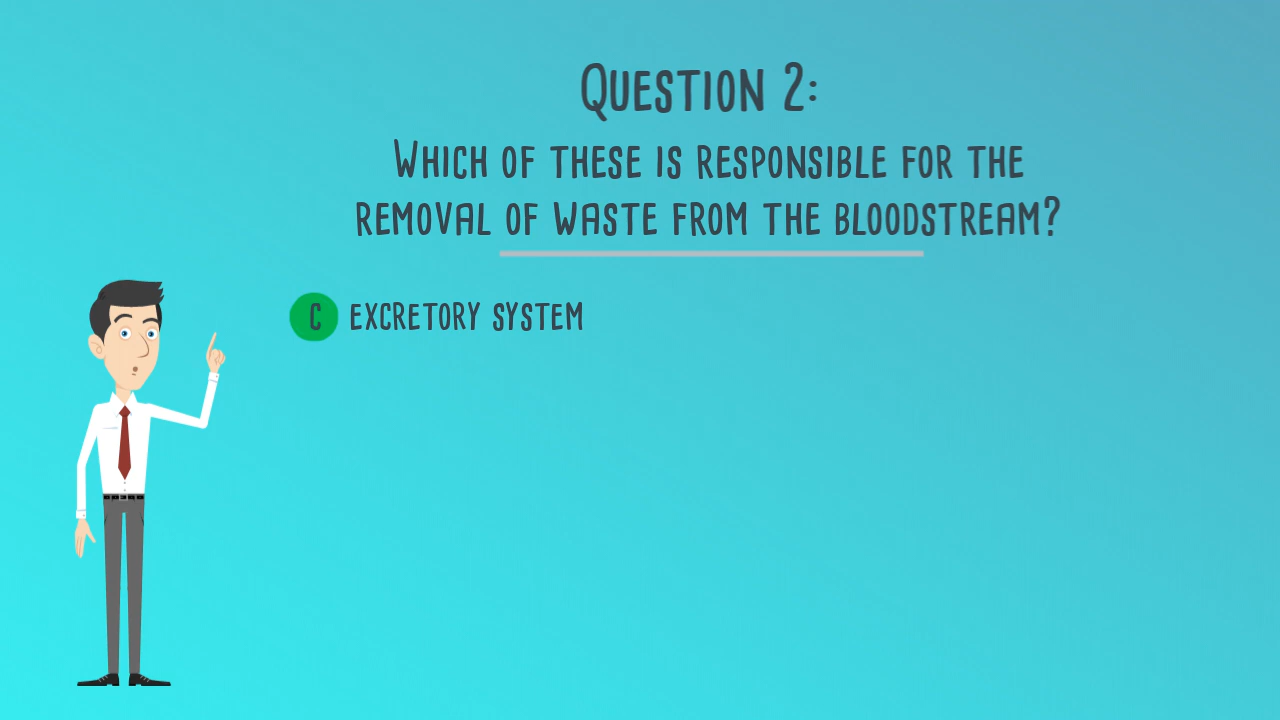 Question 2:
Which of these is responsible for the
removal of waste from the bloodstream?
C excretory system